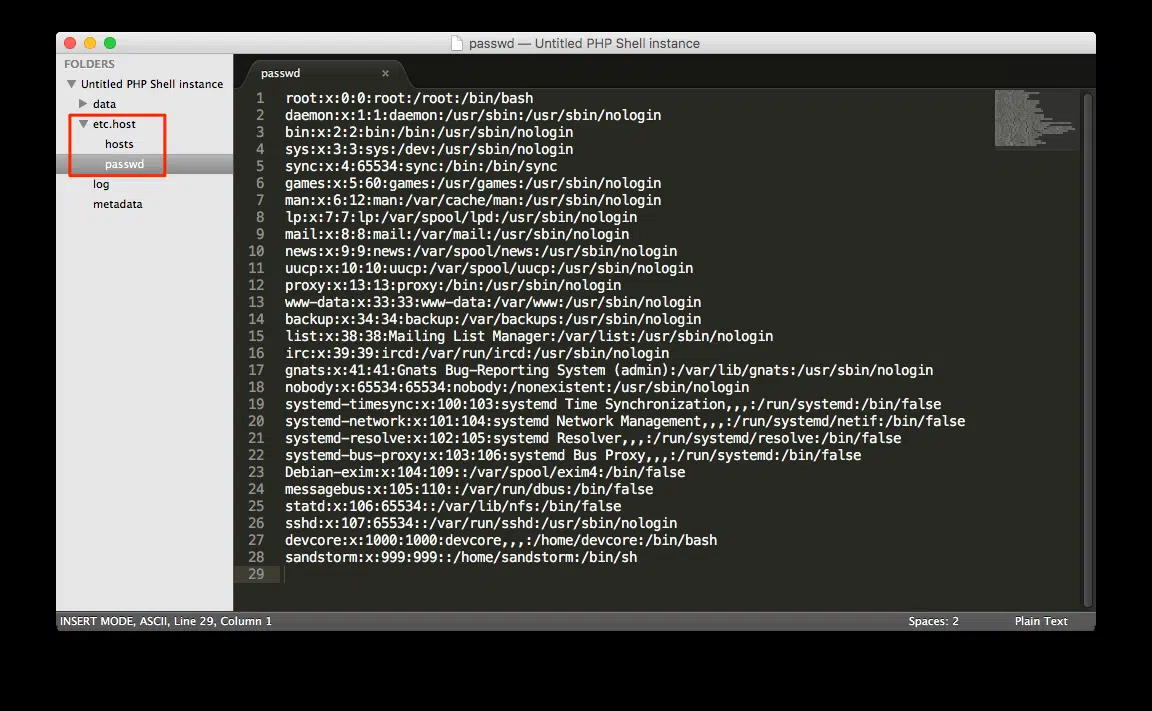 passwd — Untitled PHP Shell instance
FOLDERS
Untitled PHP Shell instance
data
etc.host
hosts
passwd
log
metadata
passwd ×
1 root:x:0:0:root:/root:/bin/bash
2 daemon:x:1:1:daemon:/usr/sbin:/usr/sbin/nologin
3 bin:x:2:2:bin:/bin:/usr/sbin/nologin
4 sys:x:3:3:sys:/dev:/usr/sbin/nologin
5 sync:x:4:65534:sync:/bin:/bin/sync
6 games:x:5:60:games:/usr/games:/usr/sbin/nologin
7 man:x:6:12:man:/var/cache/man:/usr/sbin/nologin
8 lp:x:7:7:lp:/var/spool/lpd:/usr/sbin/nologin
9 mail:x:8:8:mail:/var/mail:/usr/sbin/nologin
10 news:x:9:9:news:/var/spool/news:/usr/sbin/nologin
11 uucp:x:10:10:uucp:/var/spool/uucp:/usr/sbin/nologin
12 proxy:x:13:13:proxy:/bin:/usr/sbin/nologin
13 www-data:x:33:33:www-data:/var/www:/usr/sbin/nologin
14 backup:x:34:34:backup:/var/backups:/usr/sbin/nologin
15 list:x:38:38:Mailing List Manager:/var/list:/usr/sbin/nologin
16 irc:x:39:39:ircd:/var/run/ircd:/usr/sbin/nologin
17 gnats:x:41:41:Gnats Bug-Reporting System (admin):/var/lib/gnats:/usr/sbin/nologin
18 nobody:x:65534:65534:nobody:/nonexistent:/usr/sbin/nologin
19 systemd-timesync:x:100:103:systemd Time Synchronization,,,:/run/systemd:/bin/false
20 systemd-network:x:101:104:systemd Network Management,,,:/run/systemd/netif:/bin/false
21 systemd-resolve:x:102:105:systemd Resolver,,,:/run/systemd/resolve:/bin/false
22 systemd-bus-proxy:x:103:106:systemd Bus Proxy,,,:/run/systemd:/bin/false
23 Debian-exim:x:104:109::/var/spool/exim4:/bin/false
24 messagebus:x:105:110::/var/run/dbus:/bin/false
25 statd:x:106:65534::/var/lib/nfs:/bin/false
26 sshd:x:107:65534::/var/run/sshd:/usr/sbin/nologin
27 devcore:x:1000:1000:devcore,,,:/home/devcore:/bin/bash
28 sandstorm:x:999:999::/home/sandstorm:/bin/sh
29
INSERT MODE, ASCII, Line 29, Column 1 Spaces: 2 Plain Text